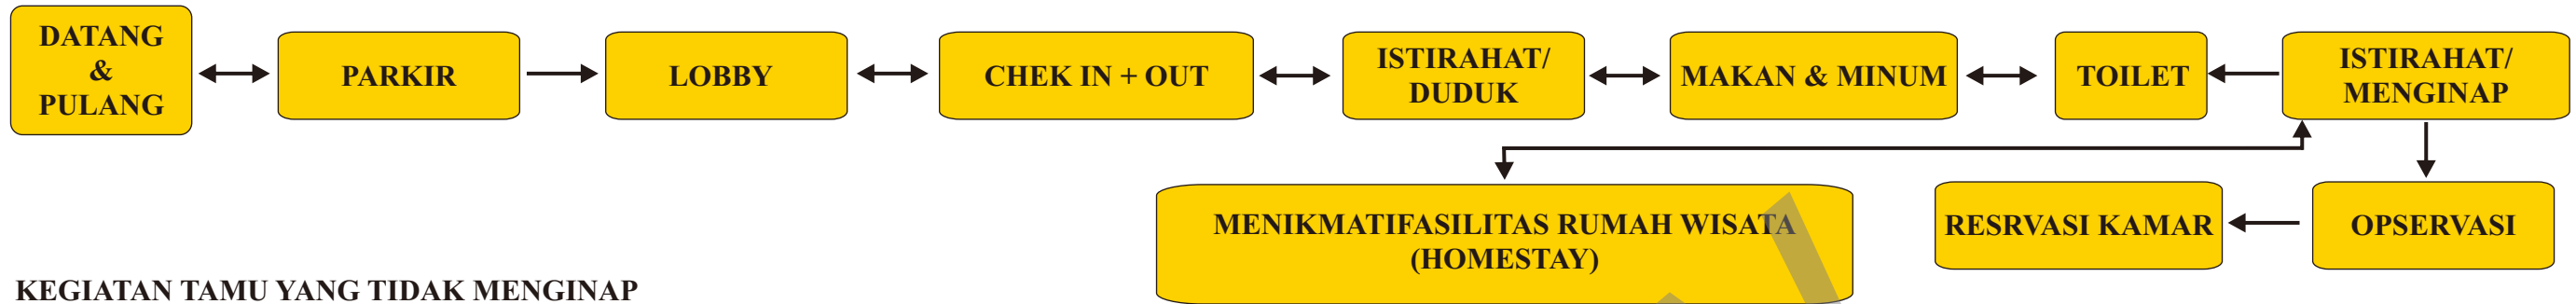 DATANG
&
PULANG
PARKIR
LOBBY
CHEK IN + OUT
ISTIRAHAT/
DUDUK
MAKAN & MINUM
TOILET
ISTIRAHAT/
MENGINAP
MENIKMATIFASILITAS RUMAH WISATA
(HOMESTAY)
RESRVASI KAMAR
OPSERVASI
KEGIATAN TAMU YANG TIDAK MENGINAP